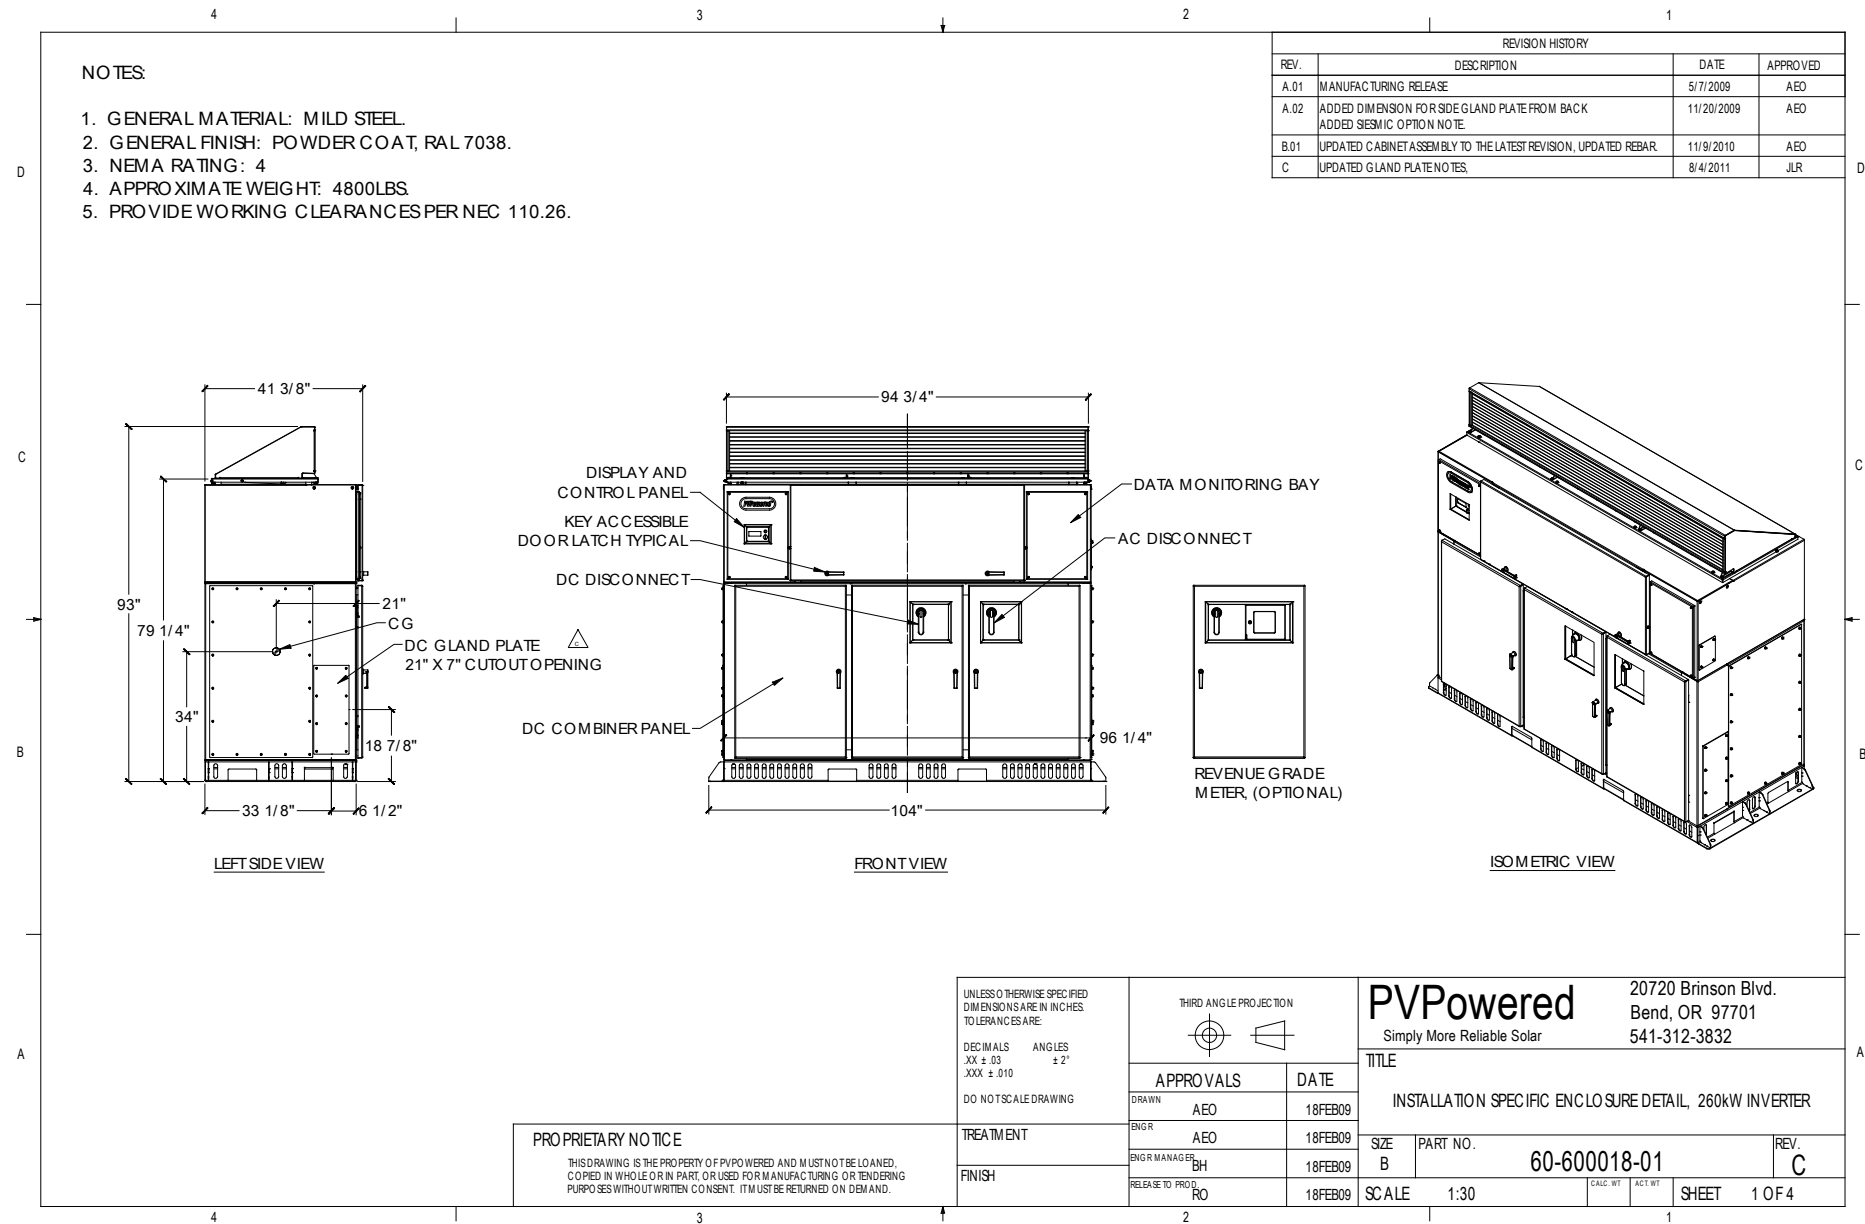 4 3 2 1
NOTES:
1. GENERAL MATERIAL: MILD STEEL.
2. GENERAL FINISH: POWDER COAT, RAL 7038.
3. NEMA RATING: 4
4. APPROXIMATE WEIGHT: 4800LBS.
5. PROVIDE WORKING CLEARANCES PER NEC 110.26.
REVISION HISTORY
REV. DESCRIPTION DATE APPROVED
A.01 MANUFACTURING RELEASE 5/7/2009 AEO
A.02 ADDED DIMENSION FOR SIDE GLAND PLATE FROM BACK 11/20/2009 AEO
ADDED SIESMIC OPTION NOTE.
B.01 UPDATED CABINET ASSEMBLY TO THE LATEST REVISION, UPDATED REBAR. 11/9/2010 AEO
C UPDATED GLAND PLATE NOTES, 8/4/2011 JLR
D D
C C
B B
A A
41 3/8"
93"
79 1/4"
21"
CG
DC GLAND PLATE
21" X 7" CUTOUT OPENING
C
34"
18 7/8"
33 1/8"
6 1/2"
LEFT SIDE VIEW
94 3/4"
DISPLAY AND
CONTROL PANEL
KEY ACCESSIBLE
DOOR LATCH TYPICAL
DC DISCONNECT
DC COMBINER PANEL
PVPowered
DATA MONITORING BAY
AC DISCONNECT
96 1/4"
104"
FRONT VIEW
REVENUE GRADE
METER, (OPTIONAL)
ISOMETRIC VIEW
UNLESS OTHERWISE SPECIFIED
DIMENSIONS ARE IN INCHES.
TOLERANCES ARE:
DECIMALS ANGLES
.XX ± .03 ± 2°
.XXX ± .010
DO NOT SCALE DRAWING
TREATMENT
FINISH
THIRD ANGLE PROJECTION
APPROVALS DATE
DRAWN AEO 18FEB09
ENGR AEO 18FEB09
ENGR MANAGER BH 18FEB09
RELEASE TO PROD. RO 18FEB09
PROPRIETARY NOTICE
THIS DRAWING IS THE PROPERTY OF PVPOWERED AND MUST NOT BE LOANED,
COPIED IN WHOLE OR IN PART, OR USED FOR MANUFACTURING OR TENDERING
PURPOSES WITHOUT WRITTEN CONSENT. IT MUST BE RETURNED ON DEMAND.
PVPowered
Simply More Reliable Solar
20720 Brinson Blvd.
Bend, OR 97701
541-312-3832
TITLE
INSTALLATION SPECIFIC ENCLOSURE DETAIL, 260kW INVERTER
SIZE PART NO. REV.
B 60-600018-01 C
SCALE 1:30 CALC. WT ACT. WT SHEET 1 OF 4
4 3 2 1